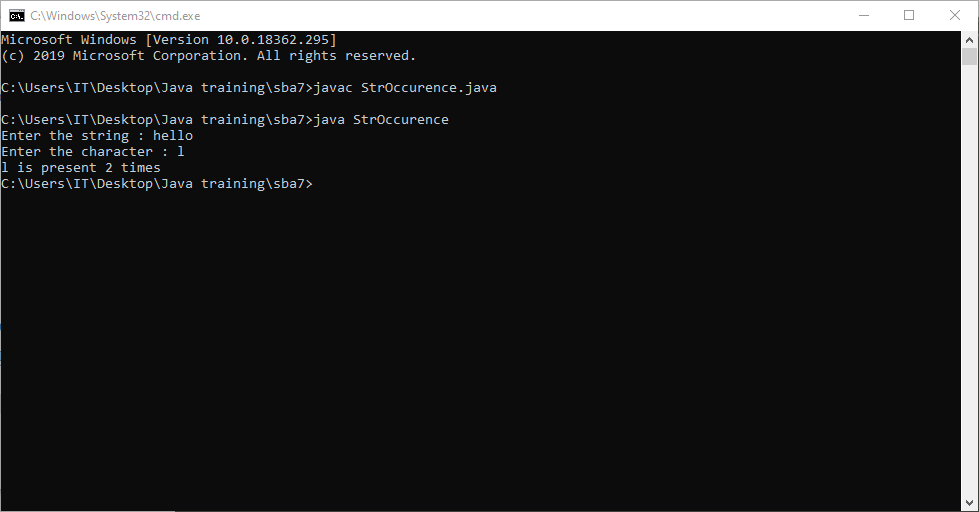 C:\Windows\System32\cmd.exe
Microsoft Windows [Version 10.0.18362.295]
(c) 2019 Microsoft Corporation. All rights reserved.
C:\Users\IT\Desktop\Java training\sba7>javac StrOccurence.java
C:\Users\IT\Desktop\Java training\sba7>java StrOccurence
Enter the string : hello
Enter the character : l
l is present 2 times
C:\Users\IT\Desktop\Java training\sba7>